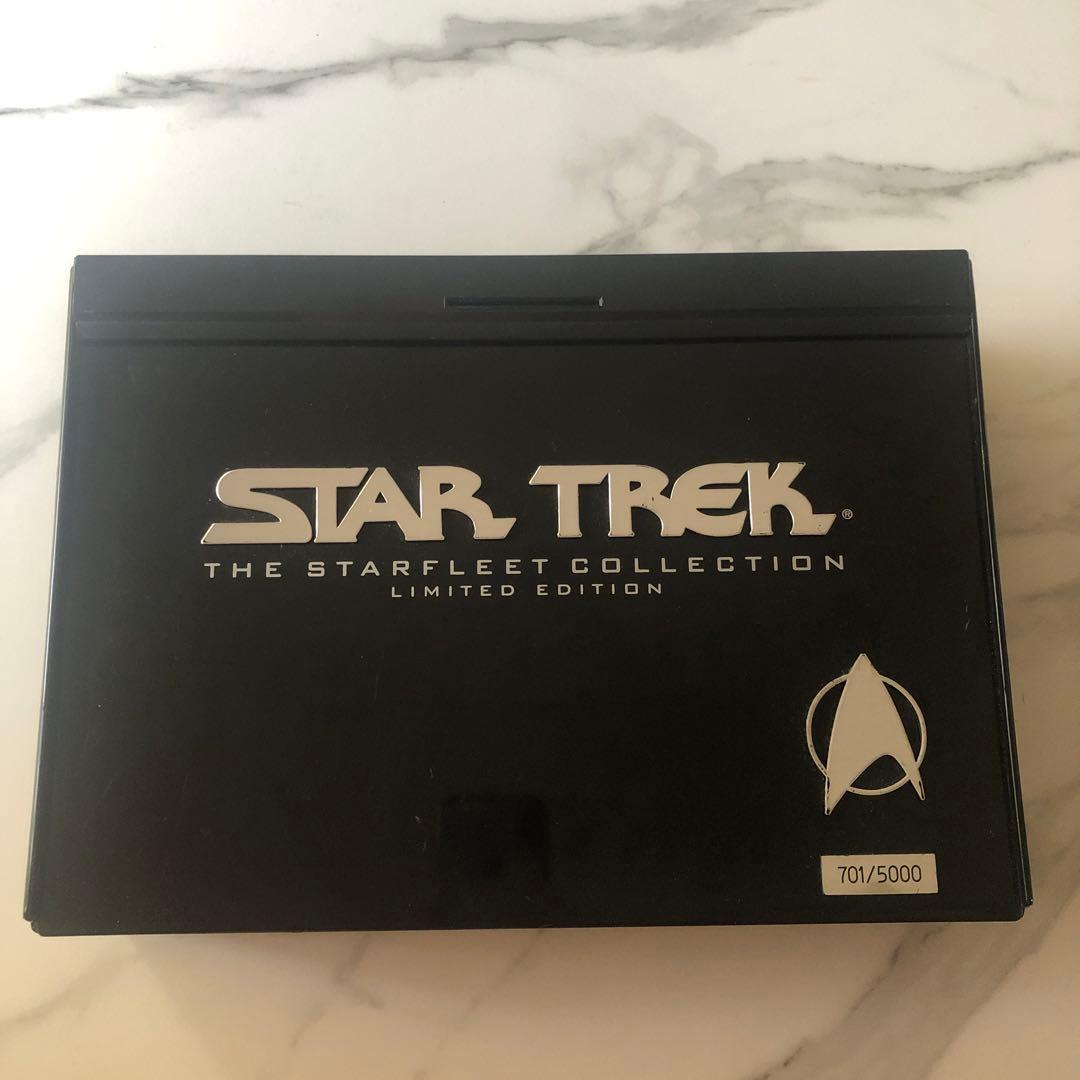 STAR TREK®
THE STARFLEET COLLECTION
LIMITED EDITION
701/5000